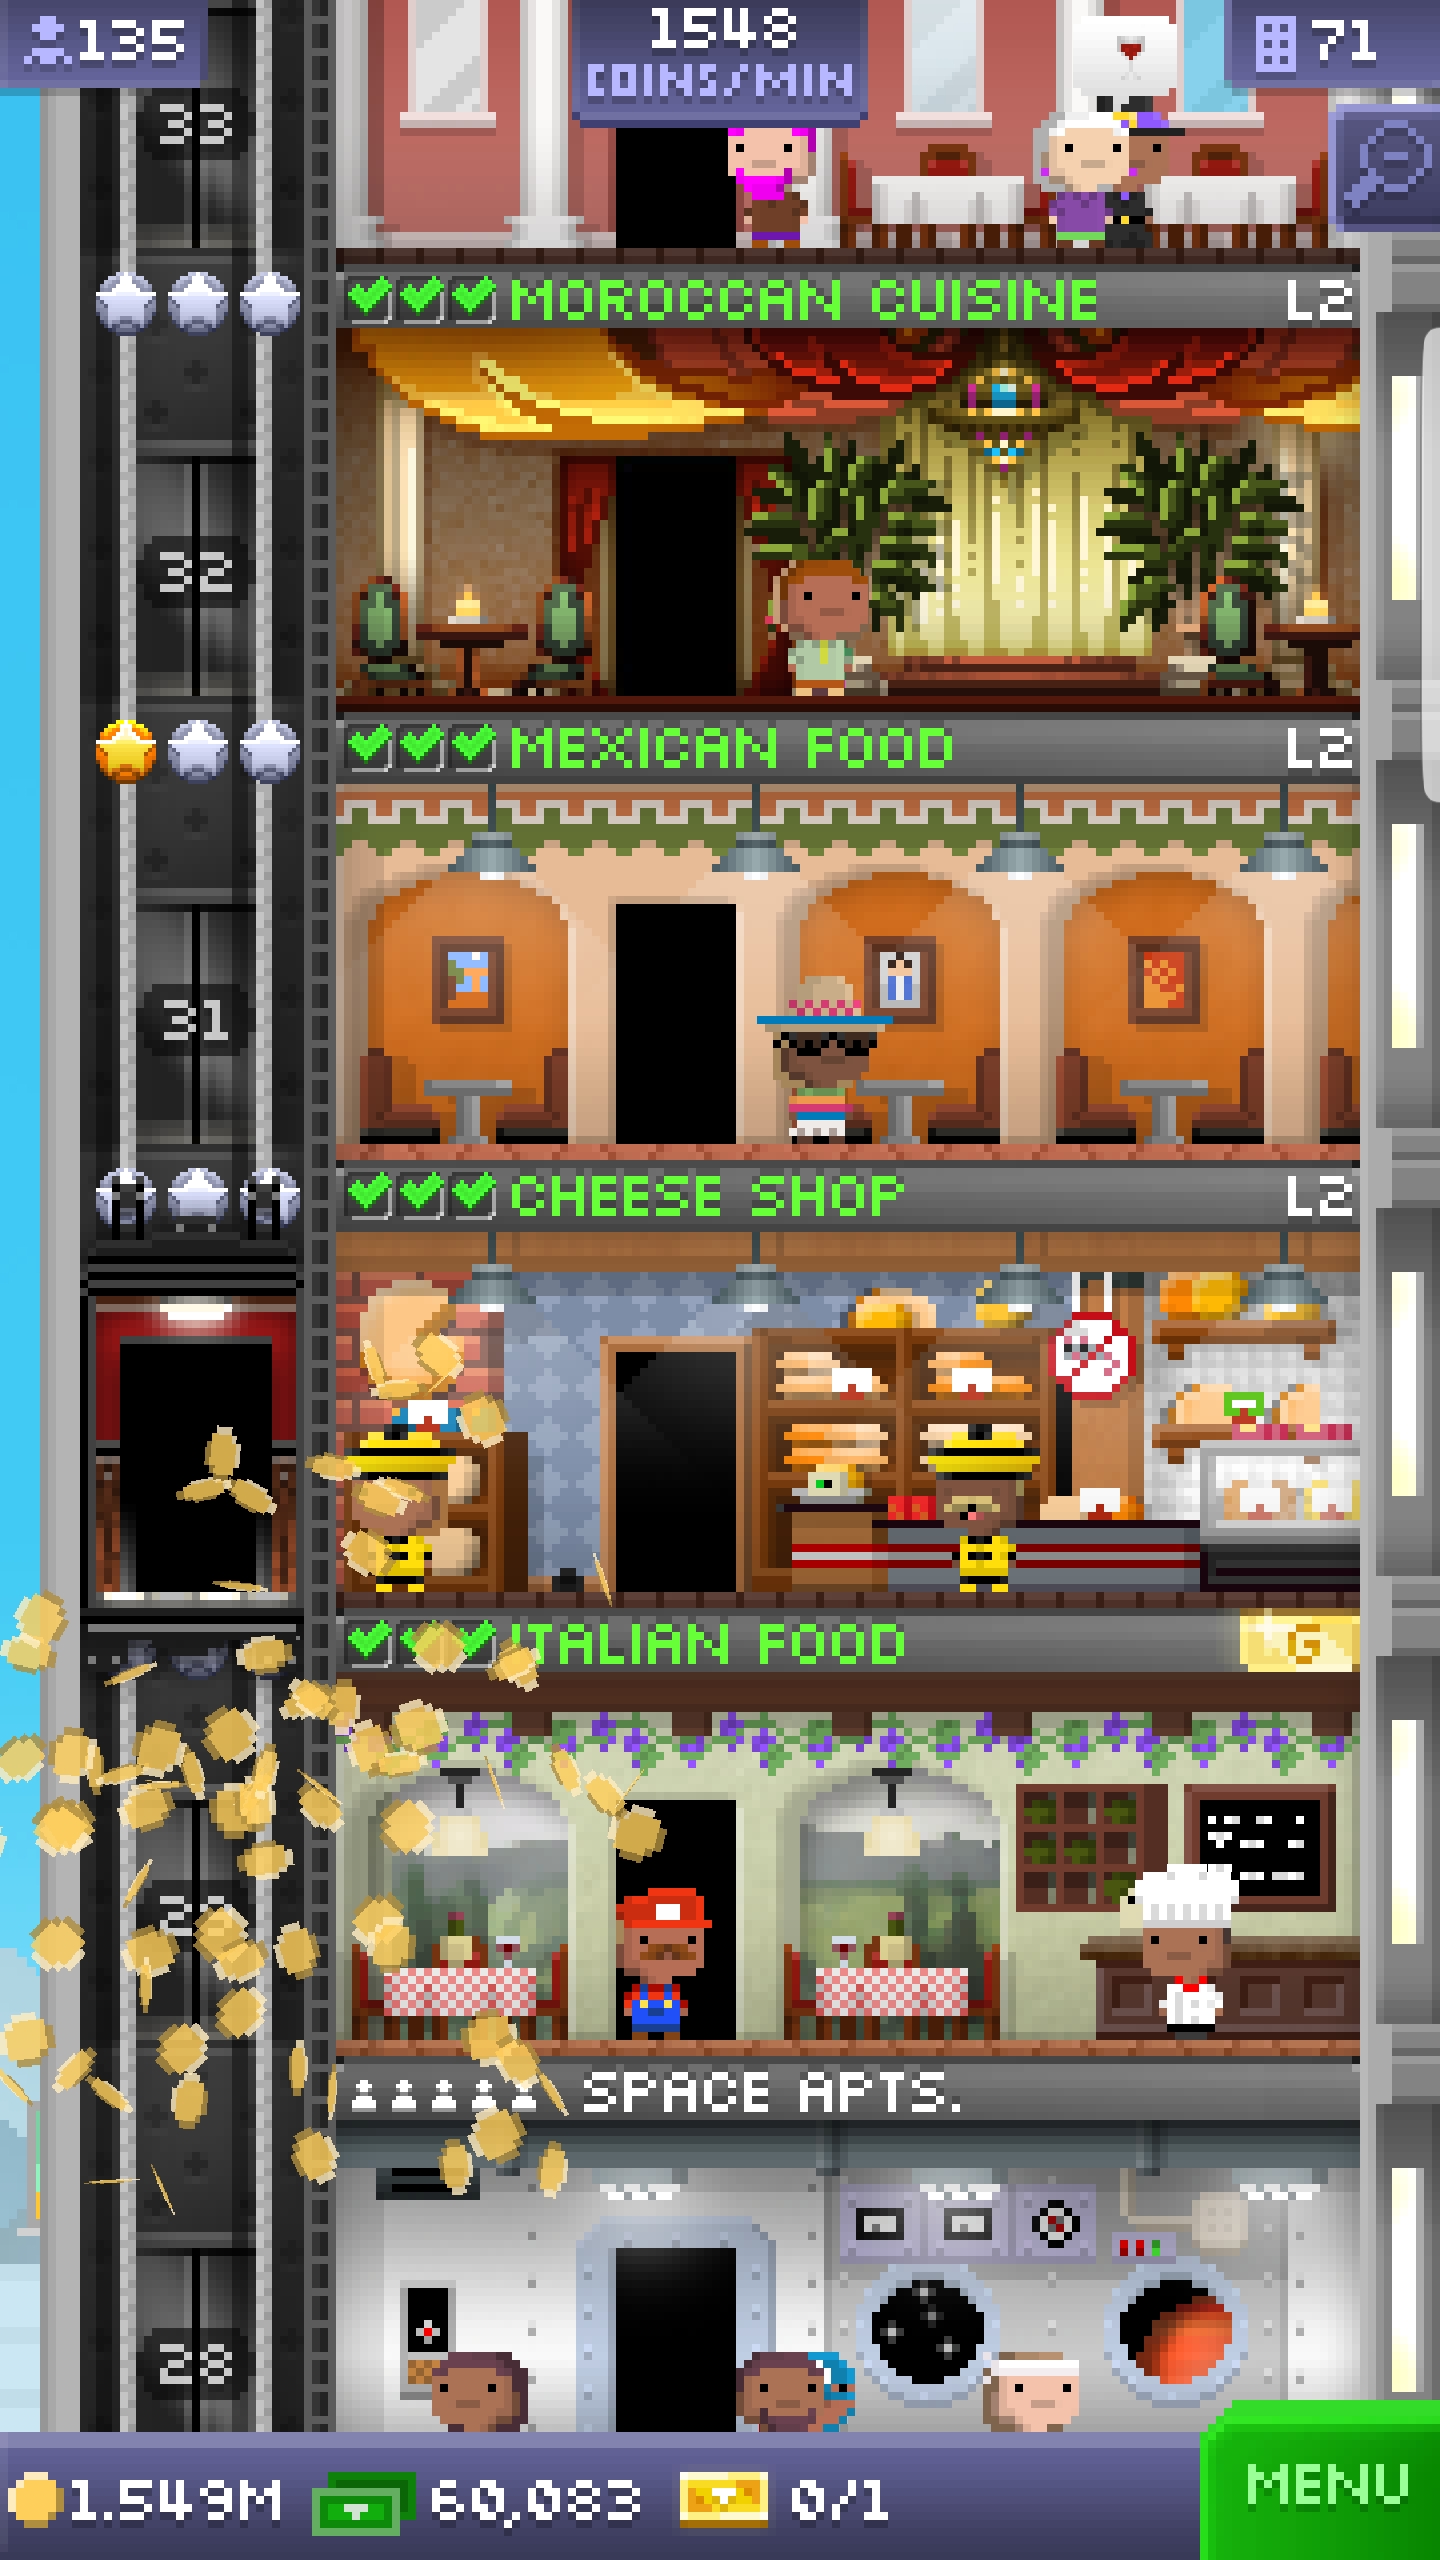 135
1548
COINS/MIN
71
33
MOROCCAN CUISINE L2
32
MEXICAN FOOD L2
31
CHEESE SHOP L2
ITALIAN FOOD G
SPACE APTS.
28
1.549M 60,083 0/1
MENU